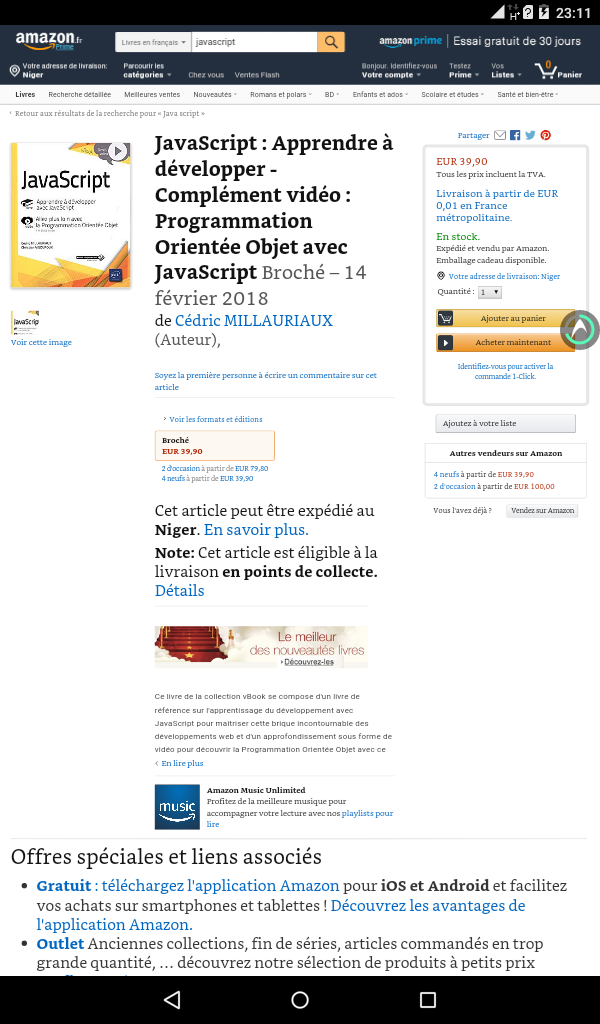 H+
23:11
amazon.fr
Prime
Livres en français
javascript
amazon prime | Essai gratuit de 30 jours
Votre adresse de livraison:
Niger
Parcourir les
catégories
Chez vous
Ventes Flash
Bonjour. Identifiez-vous
Votre compte
Testez
Prime
Vos
Listes
0
Panier
Livres
Recherche détaillée
Meilleures ventes
Nouveautés
Romans et polars
BD
Enfants et ados
Scolaire et études
Santé et bien-être
‹ Retour aux résultats de la recherche pour « Java script »
JavaScript
Apprendre à développer
avec JavaScript
Allez plus loin avec
la Programmation Orientée Objet
Cédric MILLAURIAUX
JavaScript
Voir cette image
JavaScript : Apprendre à
développer -
Complément vidéo :
Programmation
Orientée Objet avec
JavaScript Broché – 14
février 2018
de Cédric MILLAURIAUX
(Auteur),
Soyez la première personne à écrire un commentaire sur cet
article
› Voir les formats et éditions
Broché
EUR 39,90
2 d'occasion à partir de EUR 79,80
4 neufs à partir de EUR 39,90
Cet article peut être expédié au
Niger. En savoir plus.
Note: Cet article est éligible à la
livraison en points de collecte.
Détails
Le meilleur
des nouveautés livres
› Découvrez-les
Ce livre de la collection vBook se compose d'un livre de
référence sur l'apprentissage du développement avec
JavaScript pour maîtriser cette brique incontournable des
développements web et d'un approfondissement sous forme de
vidéo pour découvrir la Programmation Orientée Objet avec ce
‹ En lire plus
music
Amazon Music Unlimited
Profitez de la meilleure musique pour
accompagner votre lecture avec nos playlists pour
lire
Partager
EUR 39,90
Tous les prix incluent la TVA.
Livraison à partir de EUR
0,01 en France
métropolitaine.
En stock.
Expédié et vendu par Amazon.
Emballage cadeau disponible.
Votre adresse de livraison: Niger
Quantité : 1
Ajouter au panier
Acheter maintenant
Identifiez-vous pour activer la
commande 1-Click.
Ajoutez à votre liste
Autres vendeurs sur Amazon
4 neufs à partir de EUR 39,90
2 d'occasion à partir de EUR 100,00
Vous l'avez déjà ?
Vendez sur Amazon
Offres spéciales et liens associés
• Gratuit : téléchargez l'application Amazon pour iOS et Android et facilitez
vos achats sur smartphones et tablettes ! Découvrez les avantages de
l'application Amazon.
• Outlet Anciennes collections, fin de séries, articles commandés en trop
grande quantité, … découvrez notre sélection de produits à petits prix